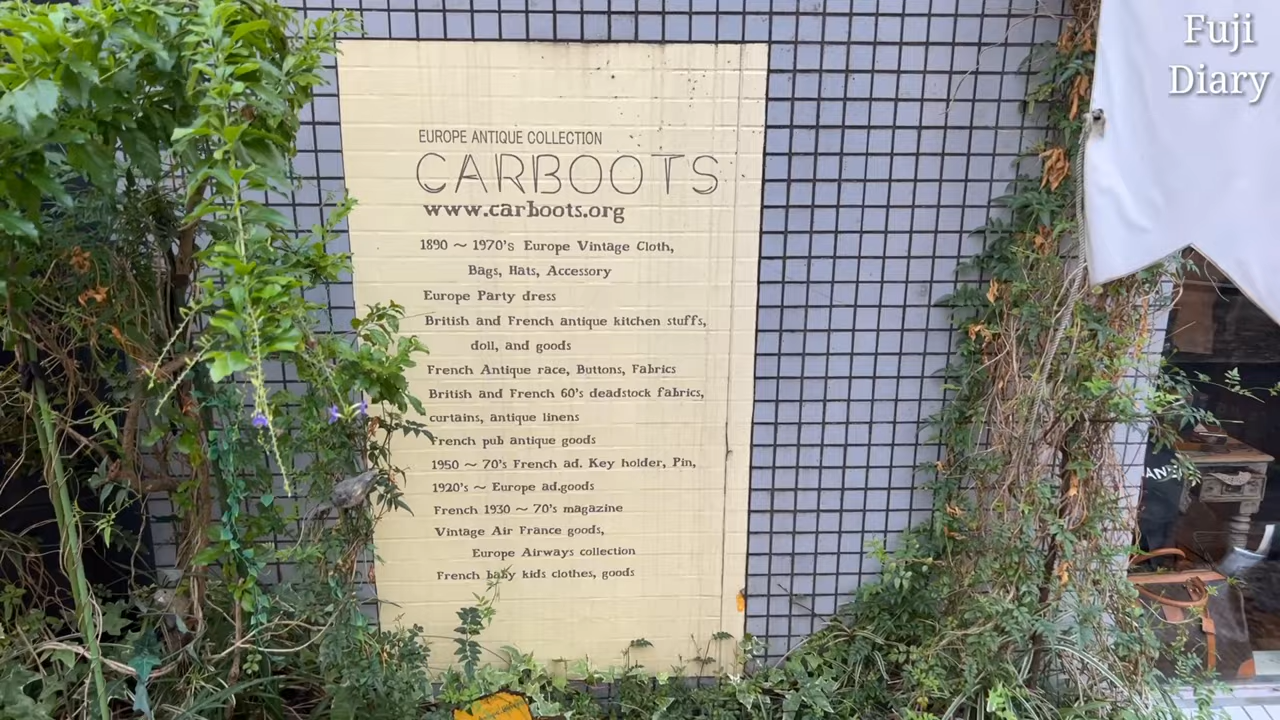 Fuji
Diary
EUROPE ANTIQUE COLLECTION
CARBOOTS
www.carboots.org
1890 ～ 1970's Europe Vintage Cloth,
Bags, Hats, Accessory
Europe Party dress
British and French antique kitchen stuffs,
doll, and goods
French Antique race, Buttons, Fabrics
British and French 60's deadstock fabrics,
curtains, antique linens
French pub antique goods
1950 ～ 70's French ad. Key holder, Pin,
1920's ～ Europe ad.goods
French 1930 ～ 70's magazine
Vintage Air France goods,
Europe Airways collection
French baby kids clothes, goods